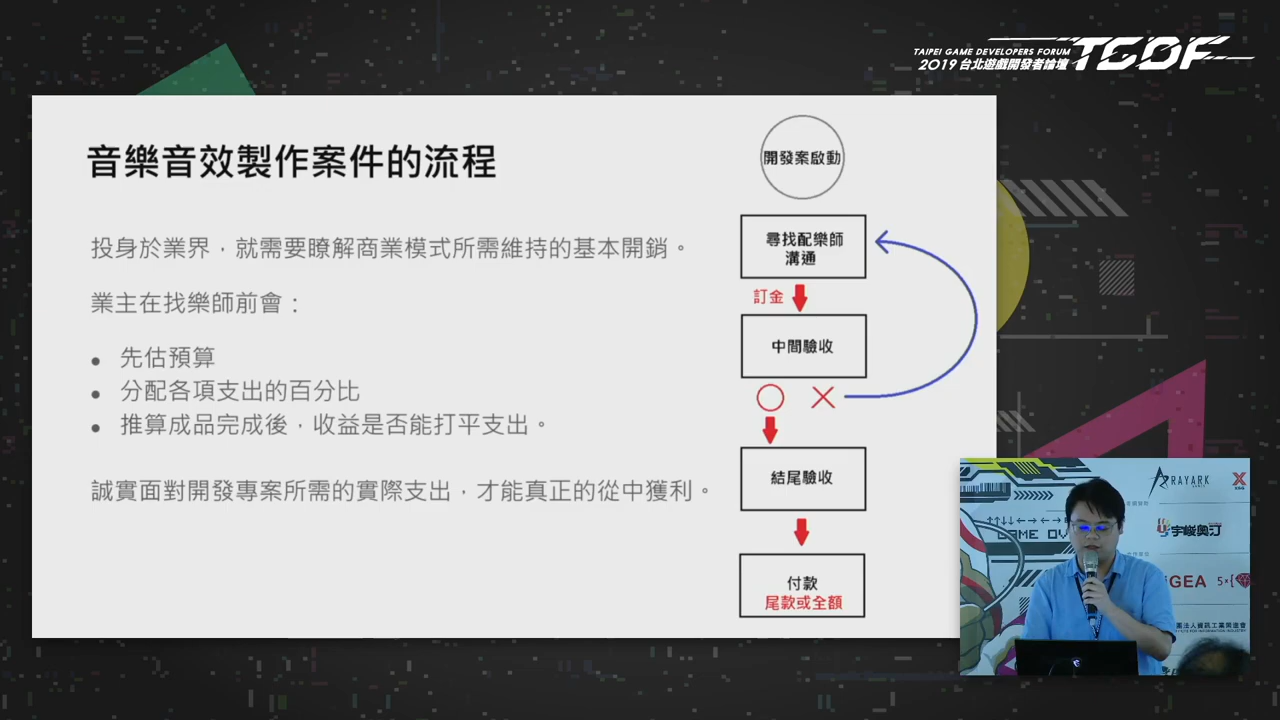 TAIPEI GAME DEVELOPERS FORUM
2019 台北遊戲開發者論壇
TGDF
音樂音效製作案件的流程
投身於業界，就需要瞭解商業模式所需維持的基本開銷。
業主在找樂師前會：
先估預算
分配各項支出的百分比
推算成品完成後，收益是否能打平支出。
誠實面對開發專案所需的實際支出，才能真正的從中獲利。
開發案啟動
尋找配樂師
溝通
訂金
中間驗收
結尾驗收
付款
尾款或全額
RAYARK
GAME OV
宇峻奧汀
GEA